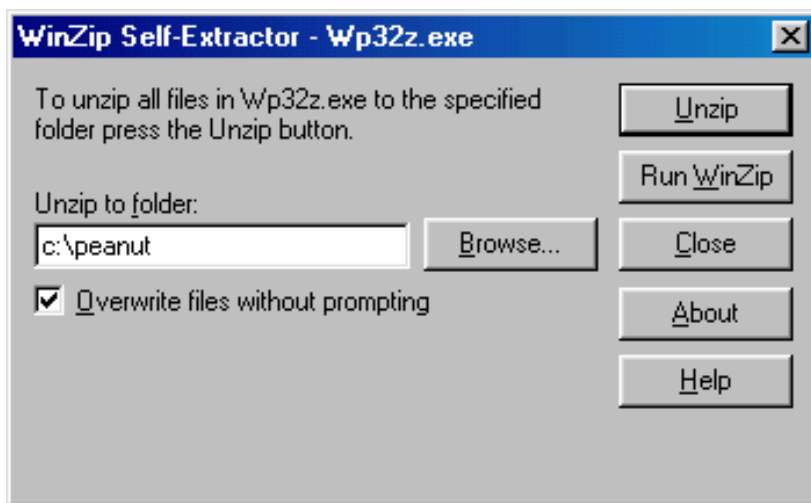 WinZip Self-Extractor - Wp32z.exe
To unzip all files in Wp32z.exe to the specified
folder press the Unzip button.
Unzip to folder:
c:\peanut
Browse...
Overwrite files without prompting
Unzip
Run WinZip
Close
About
Help